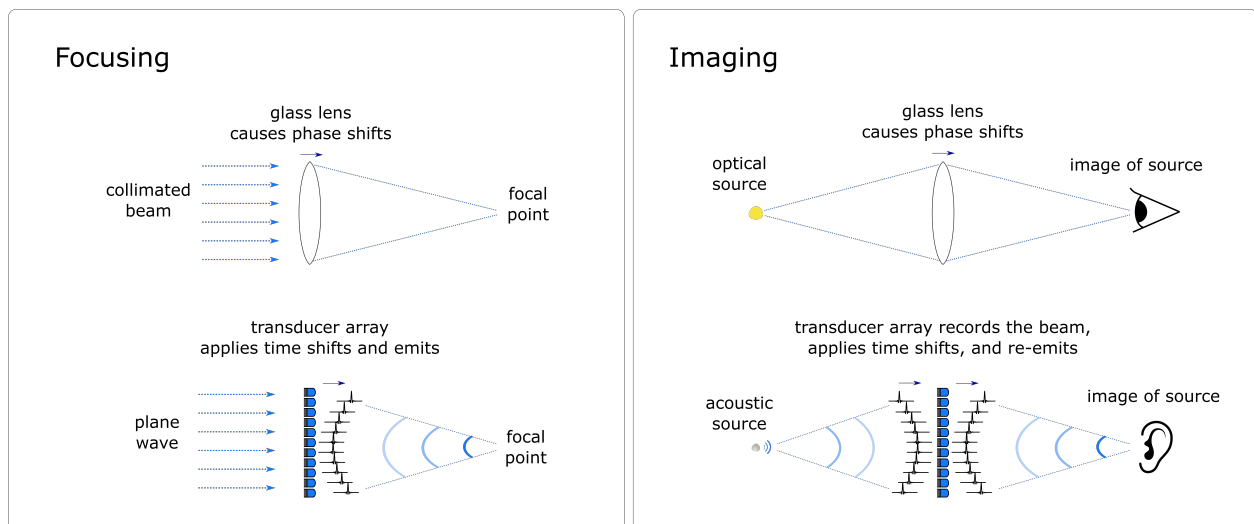 Focusing
glass lens
causes phase shifts
collimated
beam
focal
point
transducer array
applies time shifts and emits
plane
wave
focal
point
Imaging
glass lens
causes phase shifts
optical
source
image of source
transducer array records the beam,
applies time shifts, and re-emits
acoustic
source
image of source